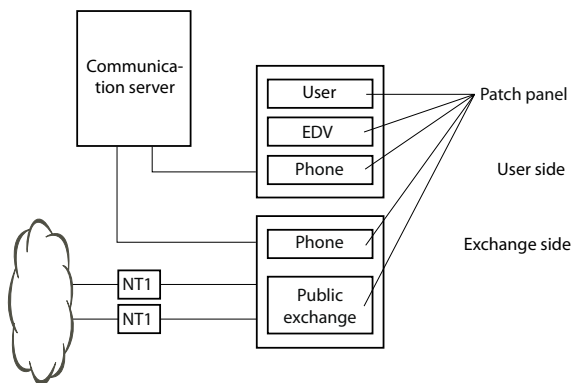 Communica-
tion server
User
EDV
Phone
Patch panel
User side
Phone
Exchange side
NT1
NT1
Public
exchange